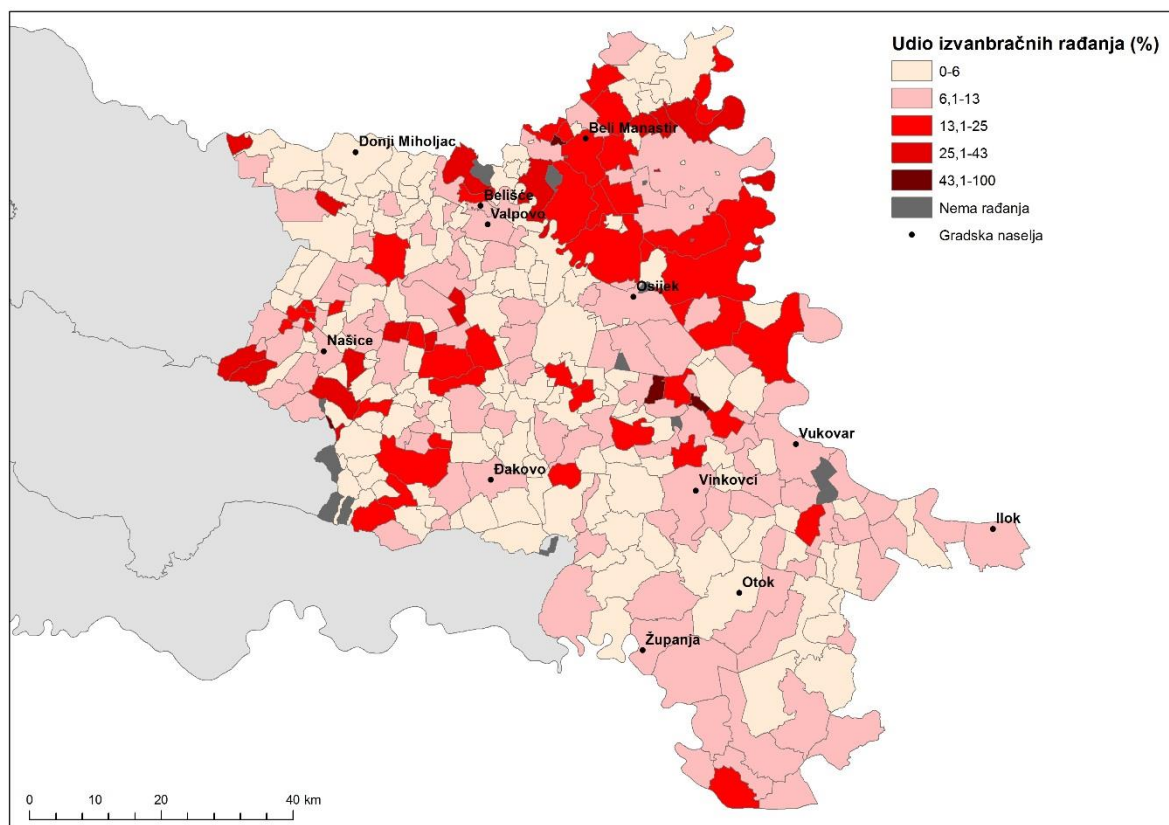 Udio izvanbračnih rađanja (%)
0-6
6,1-13
13,1-25
25,1-43
43,1-100
Nema rađanja
Gradska naselja
Beli Manastir
Donji Miholjac
Belišće
Valpovo
Osijek
Našice
Vukovar
Đakovo
Vinkovci
Ilok
Otok
Županja
0 10 20 40 km